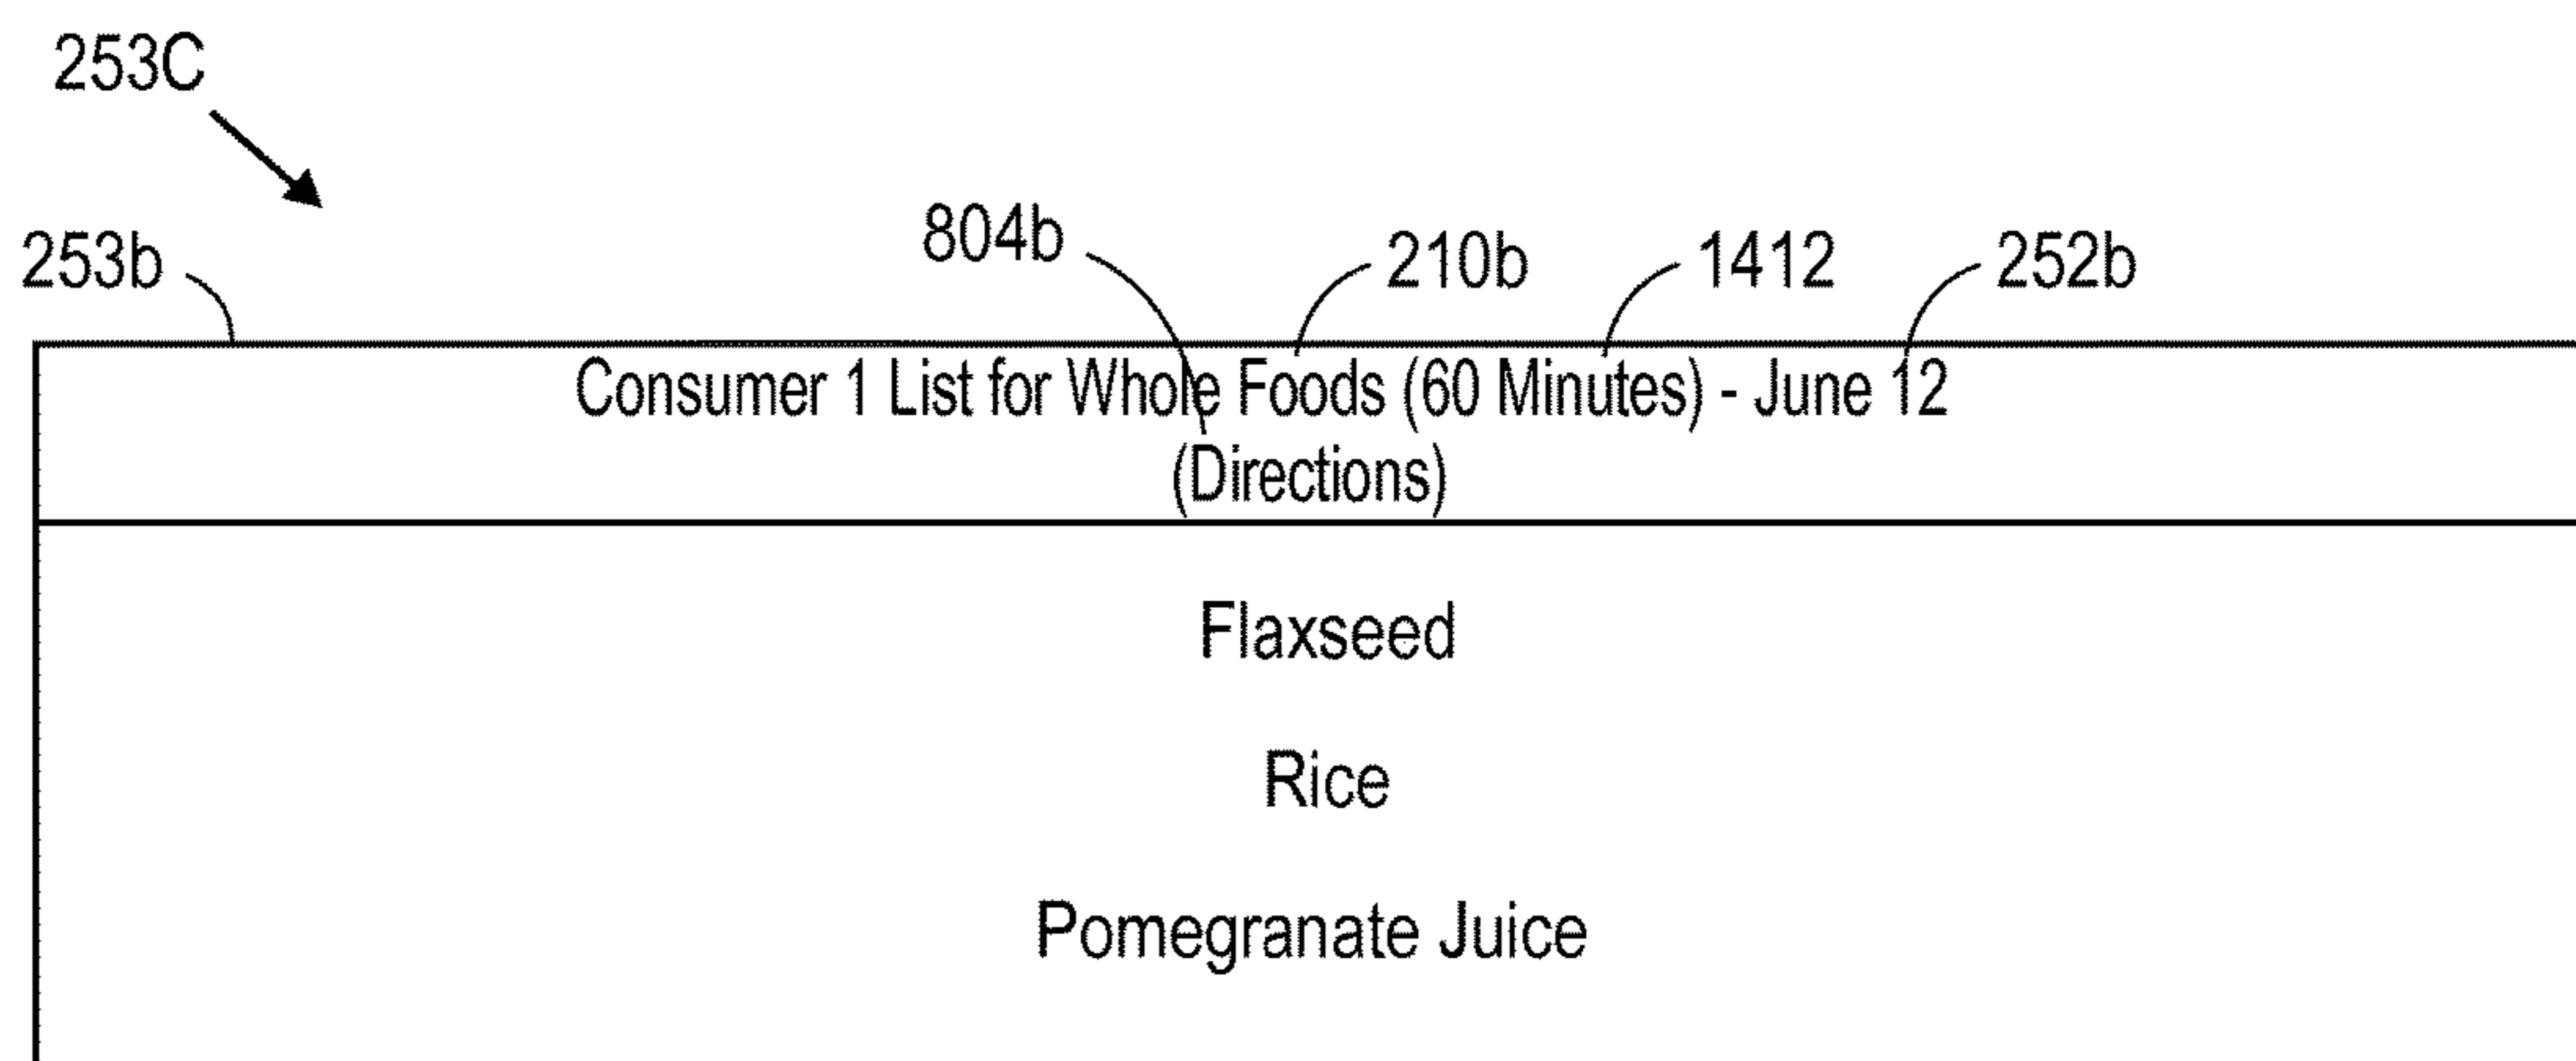 253C
253b
804b
210b
1412
252b
Consumer 1 List for Whole Foods (60 Minutes) - June 12
(Directions)
Flaxseed
Rice
Pomegranate Juice